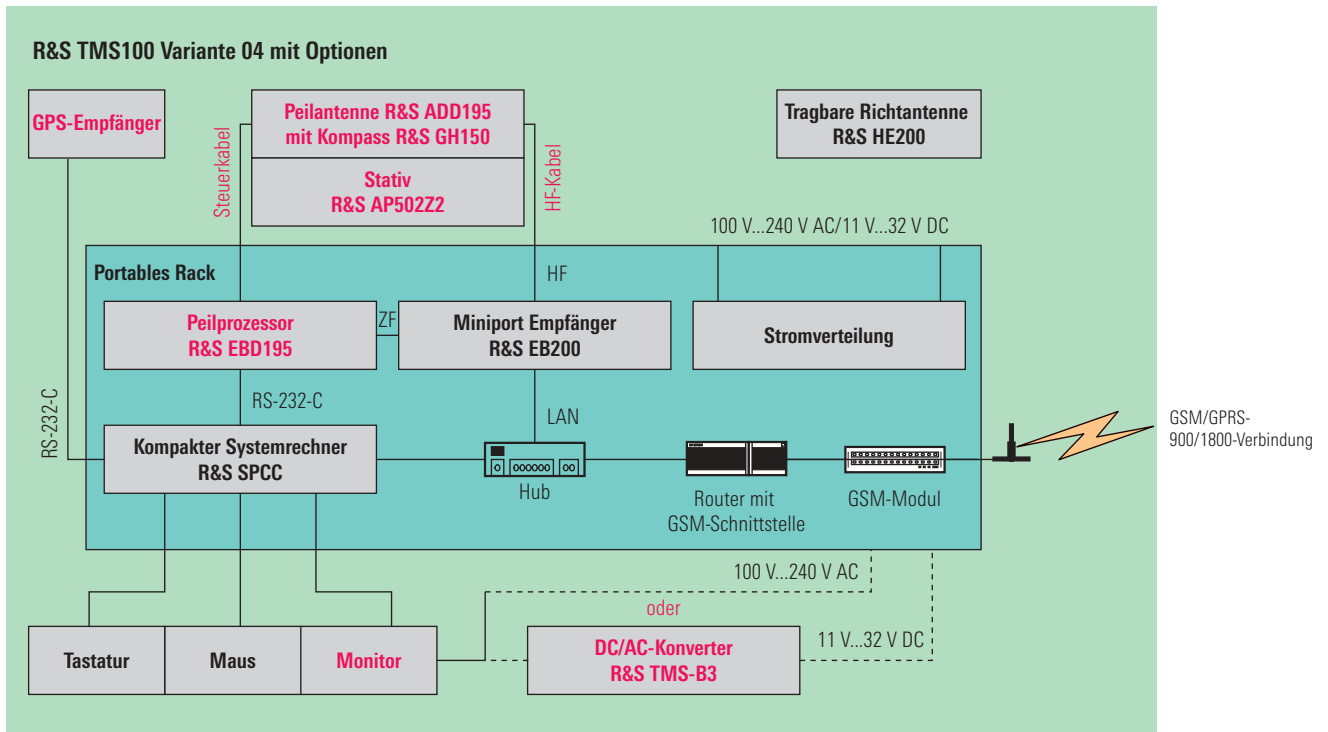 R&S TMS100 Variante 04 mit Optionen
GPS-Empfänger
Peilantenne R&S ADD195
mit Kompass R&S GH150
Stativ
R&S AP502Z2
Tragbare Richtantenne
R&S HE200
Steuerkabel
HF-Kabel
100 V...240 V AC/11 V...32 V DC
Portables Rack
HF
Peilprozessor
R&S EBD195
ZF
Miniport Empfänger
R&S EB200
Stromverteilung
RS-232-C
RS-232-C
LAN
Kompakter Systemrechner
R&S SPCC
Hub
Router mit
GSM-Schnittstelle
GSM-Modul
GSM/GPRS-
900/1800-Verbindung
100 V...240 V AC
oder
Tastatur
Maus
Monitor
DC/AC-Konverter
R&S TMS-B3
11 V...32 V DC